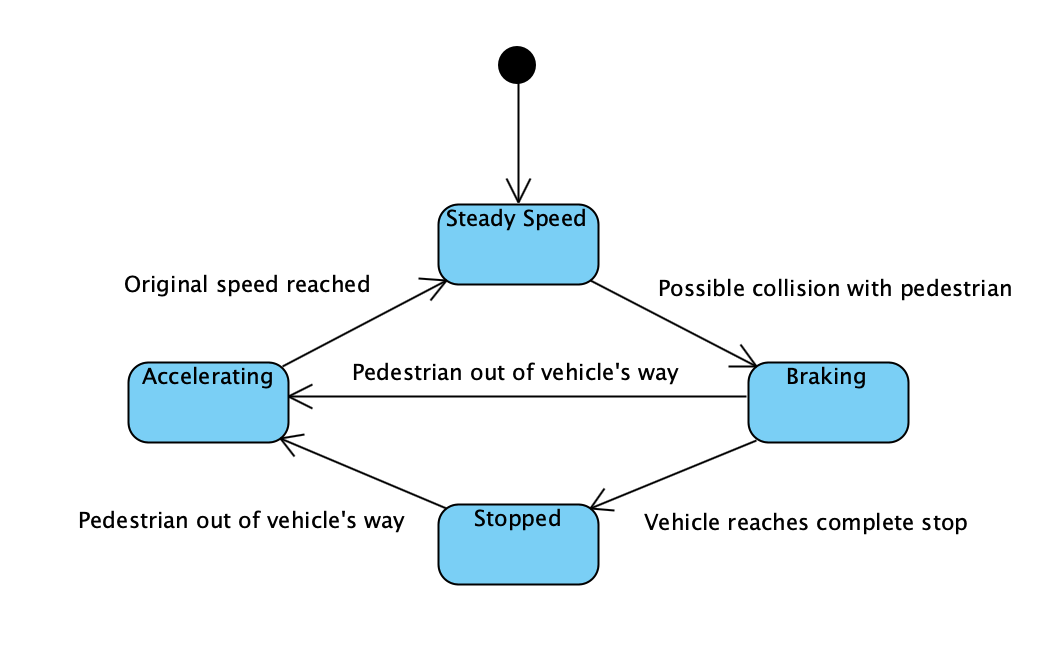 Steady Speed
Original speed reached
Possible collision with pedestrian
Accelerating
Pedestrian out of vehicle's way
Braking
Stopped
Pedestrian out of vehicle's way
Vehicle reaches complete stop